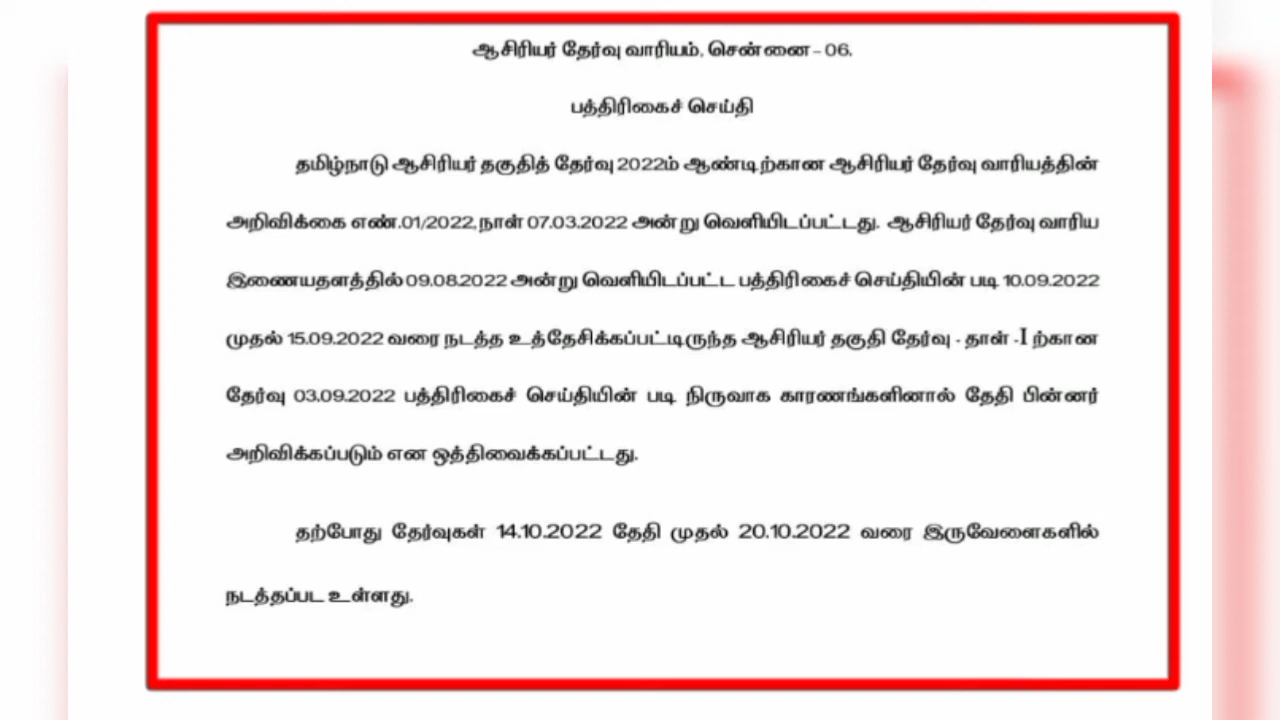 ஆசிரியர் தேர்வு வாரியம், சென்னை – 06.
பத்திரிகைச் செய்தி
தமிழ்நாடு ஆசிரியர் தகுதித் தேர்வு 2022ம் ஆண்டிற்கான ஆசிரியர் தேர்வு வாரியத்தின்
அறிவிக்கை எண்.01/2022, நாள் 07.03.2022 அன்று வெளியிடப்பட்டது. ஆசிரியர் தேர்வு வாரிய
இணையதளத்தில் 09.08.2022 அன்று வெளியிடப்பட்ட பத்திரிகைச் செய்தியின் படி 10.09.2022
முதல் 15.09.2022 வரை நடத்த உத்தேசிக்கப்பட்டிருந்த ஆசிரியர் தகுதி தேர்வு - தாள் -I ற்கான
தேர்வு 03.09.2022 பத்திரிகைச் செய்தியின் படி நிருவாக காரணங்களினால் தேதி பின்னர்
அறிவிக்கப்படும் என ஒத்திவைக்கப்பட்டது.
தற்போது தேர்வுகள் 14.10.2022 தேதி முதல் 20.10.2022 வரை இருவேளைகளில்
நடத்தப்பட உள்ளது.